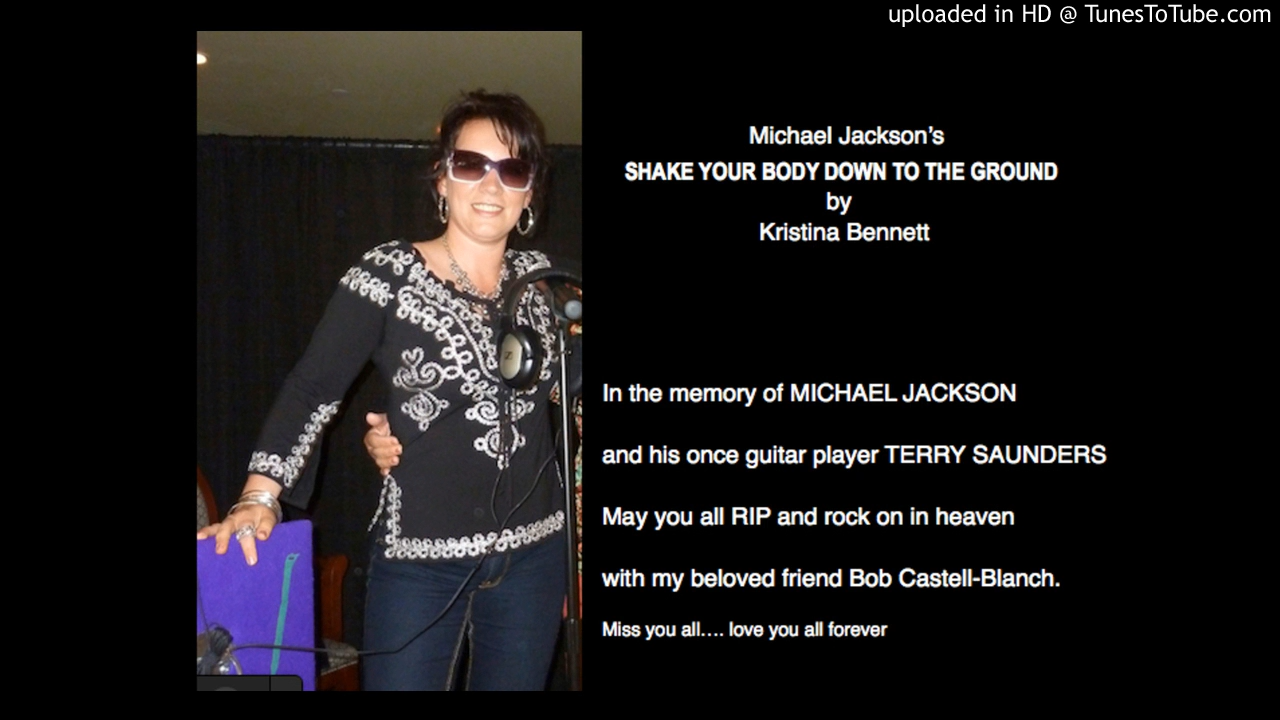 uploaded in HD @ TunesToTube.com
Michael Jackson’s
SHAKE YOUR BODY DOWN TO THE GROUND
by
Kristina Bennett
In the memory of MICHAEL JACKSON
and his once guitar player TERRY SAUNDERS
May you all RIP and rock on in heaven
with my beloved friend Bob Castell-Blanch.
Miss you all…. love you all forever